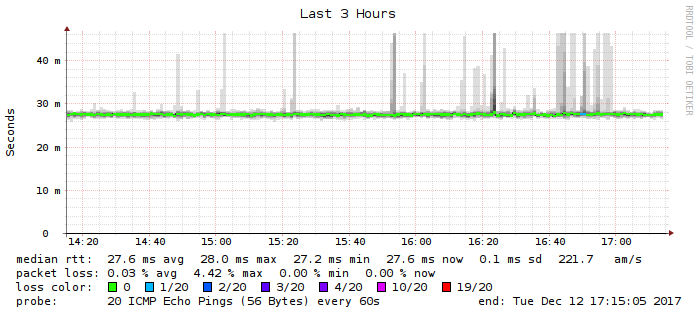 Last 3 Hours
RRDTOOL / TOBI OETIKER
Seconds
40 m
30 m
20 m
10 m
0
14:20 14:40 15:00 15:20 15:40 16:00 16:20 16:40 17:00
median rtt: 27.6 ms avg 28.0 ms max 27.2 ms min 27.6 ms now 0.1 ms sd 221.7 am/s
packet loss: 0.03 % avg 4.42 % max 0.00 % min 0.00 % now
loss color: 0 1/20 2/20 3/20 4/20 10/20 19/20
probe: 20 ICMP Echo Pings (56 Bytes) every 60s end: Tue Dec 12 17:15:05 2017